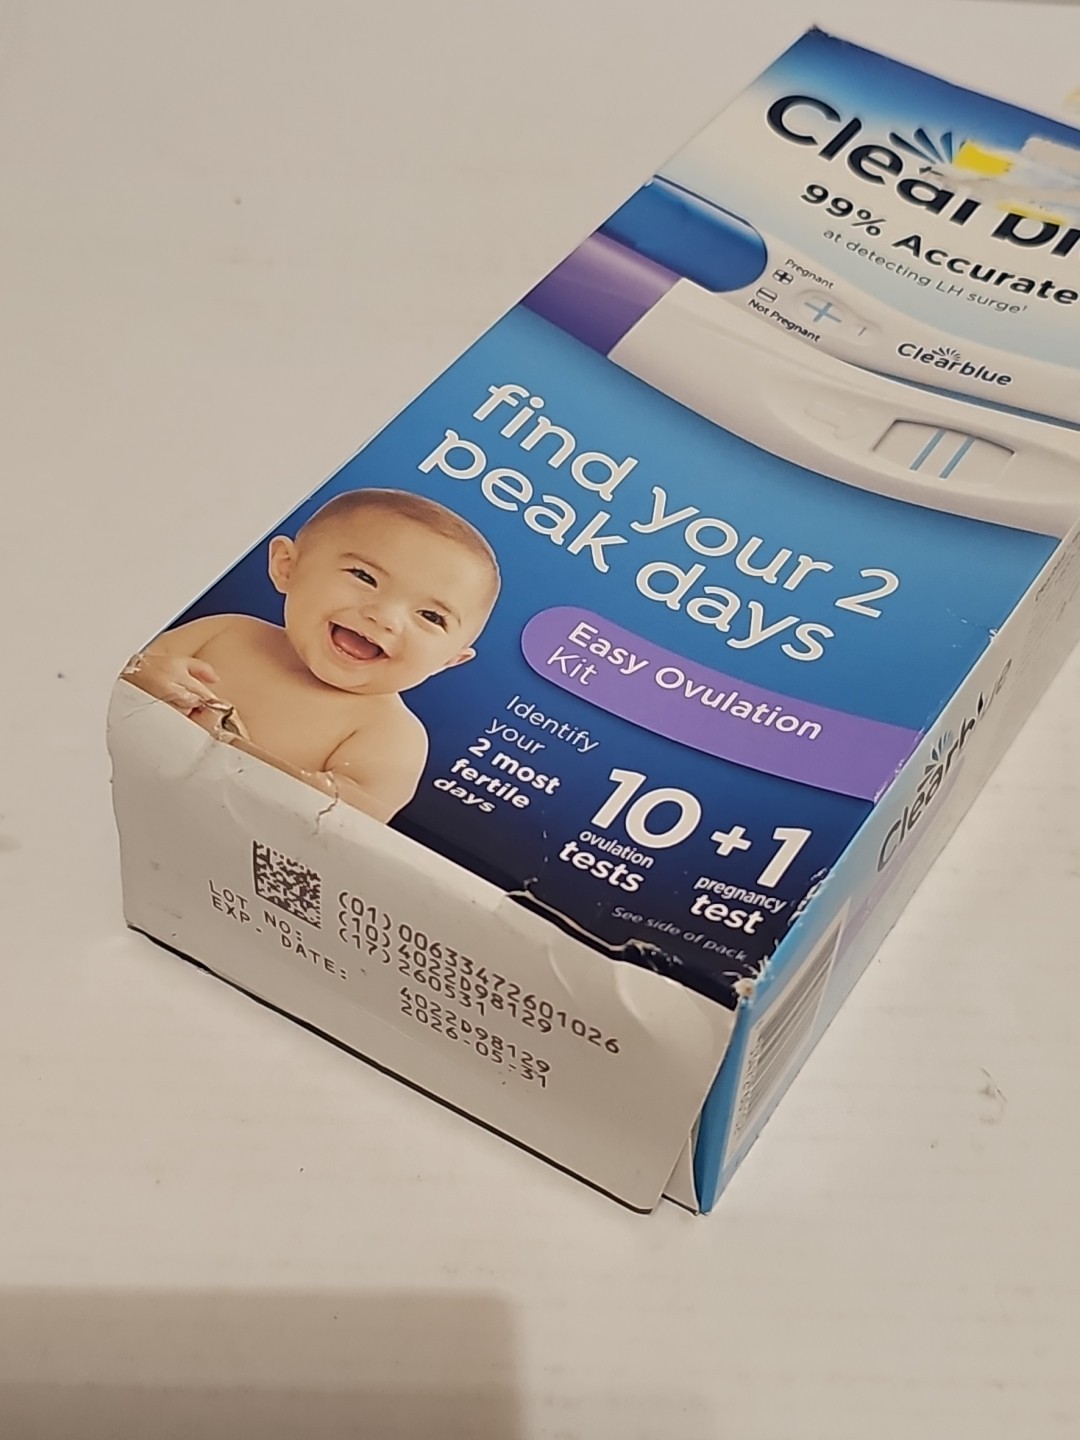 Clearbl
99% Accurate
at detecting LH surge¹
Pregnant
Not Pregnant
Clearblue
find your 2
peak days
Easy Ovulation
Kit
Identify
your
2 most
fertile
days
10 + 1
ovulation
tests
pregnancy
test
See side of pack
Clearblue
(01)00633472601026
(10)4022D98129
(17)260531
LOT NO: 4022D98129
EXP. DATE: 2026-05-31